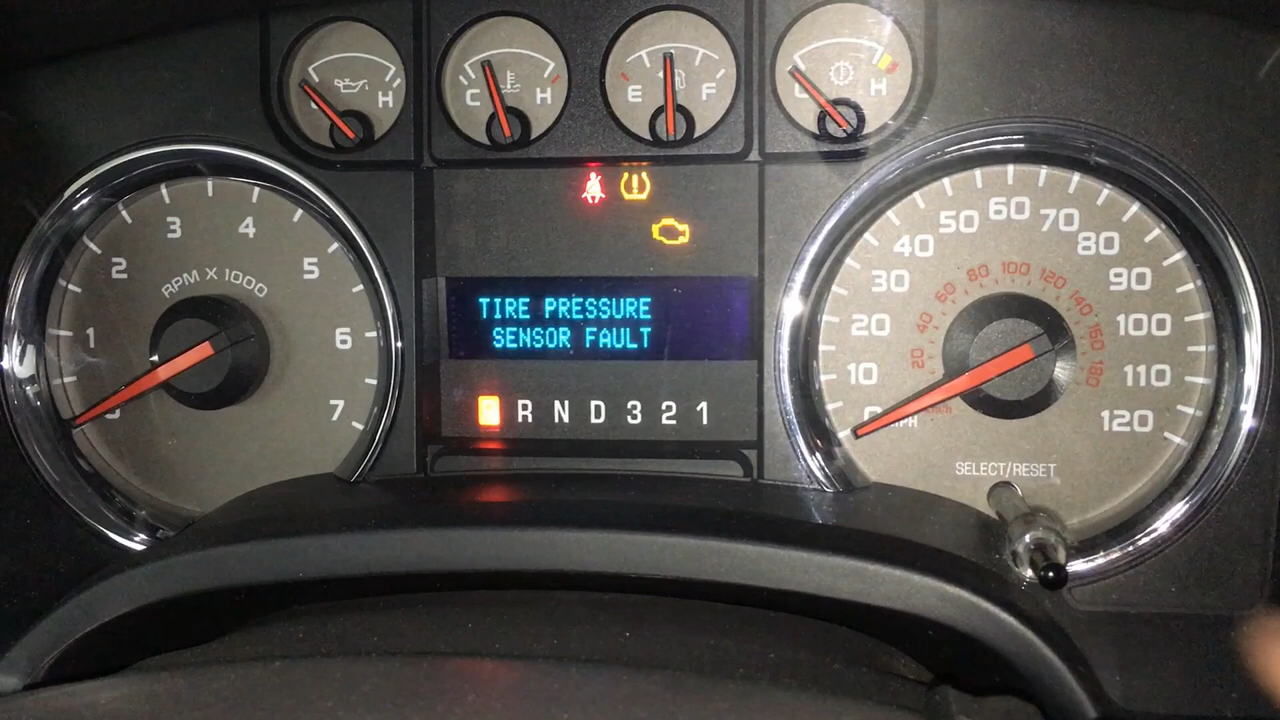 H
C H
E F
H
3 4
2 5
RPM X 1000
1 6
7
TIRE PRESSURE
SENSOR FAULT
R N D 3 2 1
50 60 70
40 80
30 90
20 100
10 110
0 120
20 40 60 80 100 120 140 160 180
SELECT/RESET